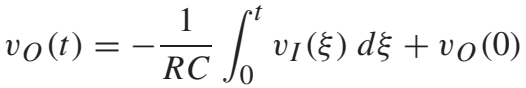 v_O(t) = -\frac{1}{RC} \int_0^t v_I(\xi) \, d\xi + v_O(0)